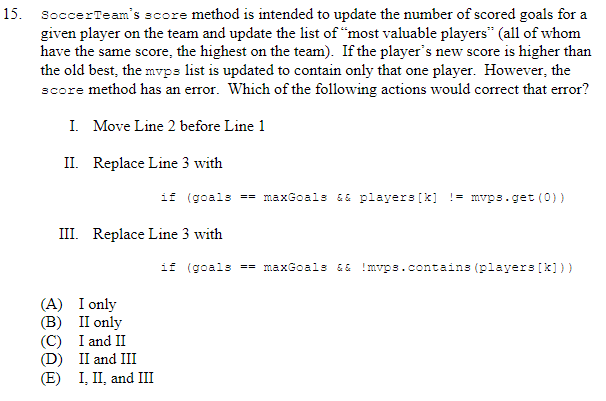 15. SoccerTeam's score method is intended to update the number of scored goals for a
given player on the team and update the list of “most valuable players” (all of whom
have the same score, the highest on the team). If the player's new score is higher than
the old best, the mvps list is updated to contain only that one player. However, the
score method has an error. Which of the following actions would correct that error?
I. Move Line 2 before Line 1
II. Replace Line 3 with
if (goals == maxGoals && players[k] != mvps.get(0))
III. Replace Line 3 with
if (goals == maxGoals && !mvps.contains(players[k]))
(A) I only
(B) II only
(C) I and II
(D) II and III
(E) I, II, and III